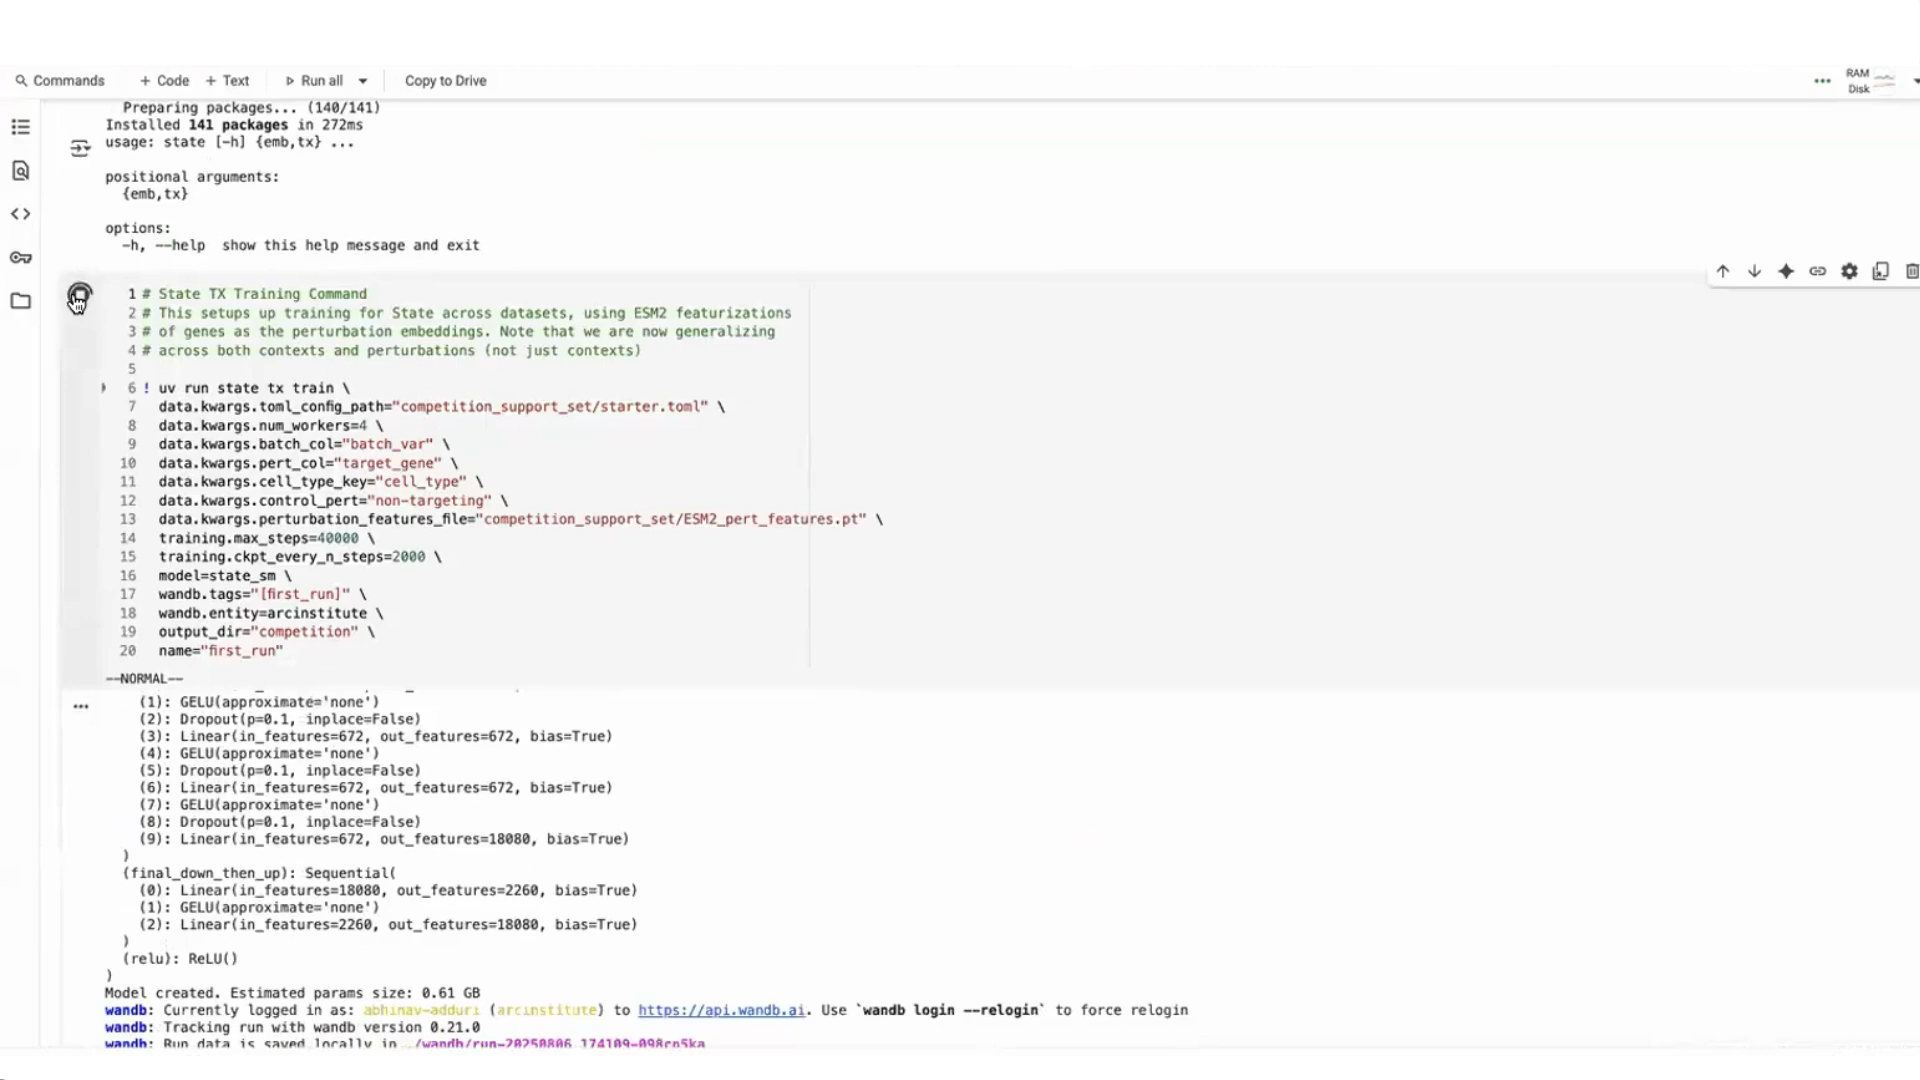 Commands + Code + Text Run all Copy to Drive RAM
Disk
Preparing packages... (140/141)
Installed 141 packages in 272ms
usage: state [-h] {emb,tx} ...
positional arguments:
{emb,tx}
options:
-h, --help show this help message and exit
1 # State TX Training Command
2 # This setups up training for State across datasets, using ESM2 featurizations
3 # of genes as the perturbation embeddings. Note that we are now generalizing
4 # across both contexts and perturbations (not just contexts)
5
6 ! uv run state tx train \
7 data.kwargs.toml_config_path="competition_support_set/starter.toml" \
8 data.kwargs.num_workers=4 \
9 data.kwargs.batch_col="batch_var" \
10 data.kwargs.pert_col="target_gene" \
11 data.kwargs.cell_type_key="cell_type" \
12 data.kwargs.control_pert="non-targeting" \
13 data.kwargs.perturbation_features_file="competition_support_set/ESM2_pert_features.pt" \
14 training.max_steps=40000 \
15 training.ckpt_every_n_steps=2000 \
16 model=state_sm \
17 wandb.tags="[first_run]" \
18 wandb.entity=arcinstitute \
19 output_dir="competition" \
20 name="first_run"
--NORMAL--
(1): GELU(approximate='none')
(2): Dropout(p=0.1, inplace=False)
(3): Linear(in_features=672, out_features=672, bias=True)
(4): GELU(approximate='none')
(5): Dropout(p=0.1, inplace=False)
(6): Linear(in_features=672, out_features=672, bias=True)
(7): GELU(approximate='none')
(8): Dropout(p=0.1, inplace=False)
(9): Linear(in_features=672, out_features=18080, bias=True)
)
(final_down_then_up): Sequential(
(0): Linear(in_features=18080, out_features=2260, bias=True)
(1): GELU(approximate='none')
(2): Linear(in_features=2260, out_features=18080, bias=True)
)
(relu): ReLU()
)
Model created. Estimated params size: 0.61 GB
wandb: Currently logged in as: abhinav-adduri (arcinstitute) to https://api.wandb.ai. Use `wandb login --relogin` to force relogin
wandb: Tracking run with wandb version 0.21.0
wandb: Run data is saved locally in